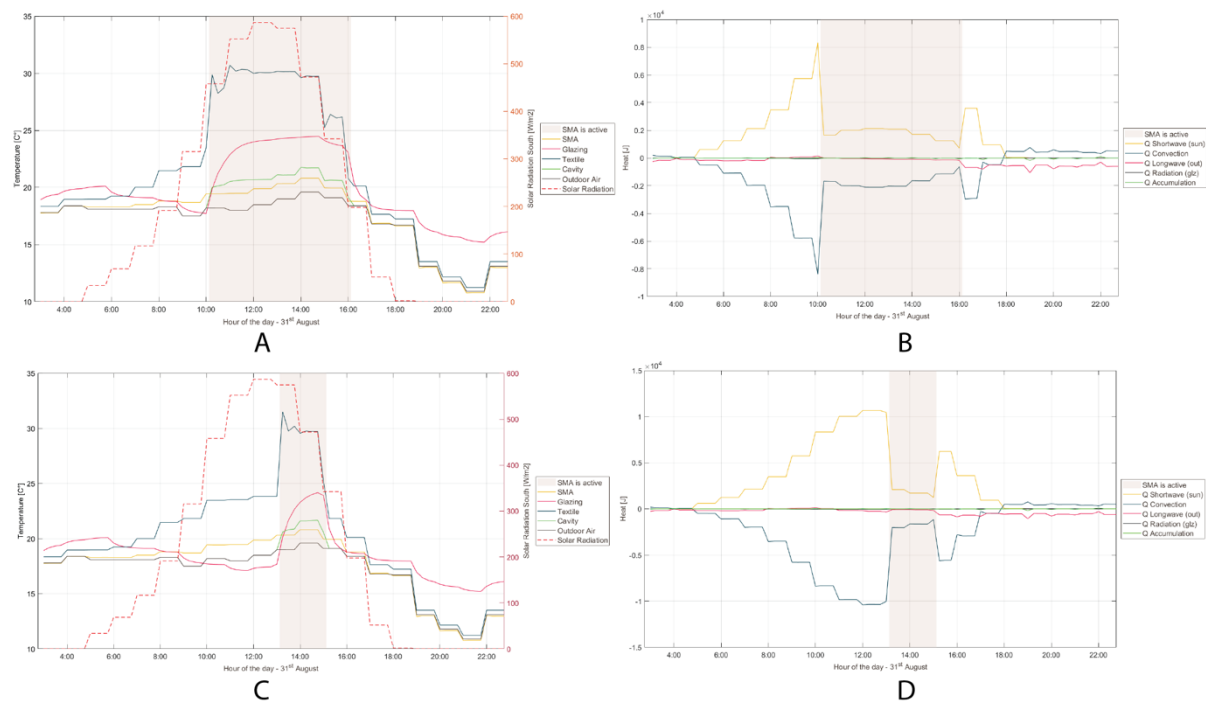 35
30
25
20
15
10
Temperature [C°]
600
500
400
300
200
100
0
Solar Radiation South [W/m2]
4:00 6:00 8:00 10:00 12:00 14:00 16:00 18:00 20:00 22:00
Hour of the day - 31st August
SMA is active
SMA
Glazing
Textile
Cavity
Outdoor Air
Solar Radiation
A
×10⁴
1
0.8
0.6
0.4
0.2
0
-0.2
-0.4
-0.6
-0.8
-1
Heat [J]
4:00 6:00 8:00 10:00 12:00 14:00 16:00 18:00 20:00 22:00
Hour of the day - 31st August
SMA is active
Q Shortwave (sun)
Q Convection
Q Longwave (out)
Q Radiation (glz)
Q Accumulation
B
35
30
25
20
15
10
Temperature [C°]
600
500
400
300
200
100
0
Solar Radiation South [W/m2]
4:00 6:00 8:00 10:00 12:00 14:00 16:00 18:00 20:00 22:00
Hour of the day - 31st August
SMA is active
SMA
Glazing
Textile
Cavity
Outdoor Air
Solar Radiation
C
×10⁴
1.5
1
0.5
0
-0.5
-1
-1.5
Heat [J]
4:00 6:00 8:00 10:00 12:00 14:00 16:00 18:00 20:00 22:00
Hour of the day - 31st August
SMA is active
Q Shortwave (sun)
Q Convection
Q Longwave (out)
Q Radiation (glz)
Q Accumulation
D